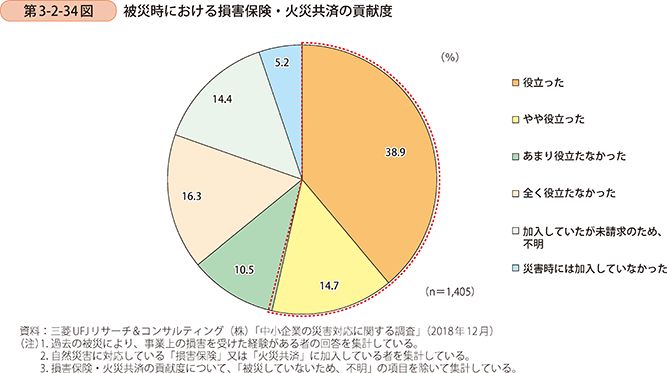 第3-2-34図 被災時における損害保険・火災共済の貢献度
(%)
5.2
14.4
38.9
16.3
10.5
14.7
(n=1,405)
役立った
やや役立った
あまり役立たなかった
全く役立たなかった
加入していたが未請求のため、
不明
災害時には加入していなかった
資料:三菱UFJリサーチ&コンサルティング(株)「中小企業の災害対応に関する調査」(2018年12月)
(注)1. 過去の被災により、事業上の損害を受けた経験がある者の回答を集計している。
2. 自然災害に対応している「損害保険」又は「火災共済」に加入している者を集計している。
3. 損害保険・火災共済の貢献度について、「被災していないため、不明」の項目を除いて集計している。